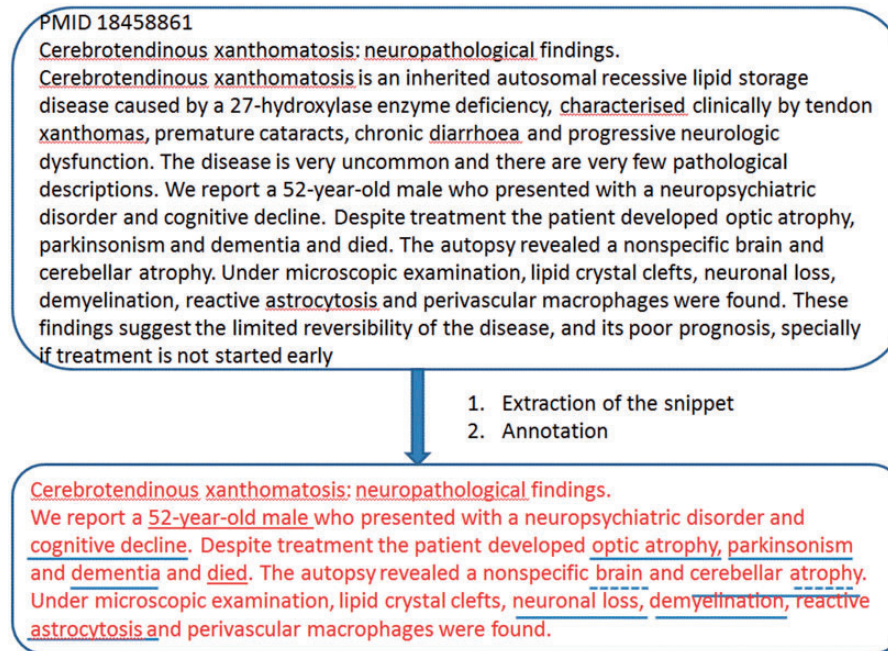 PMID 18458861
Cerebrotendinous xanthomatosis: neuropathological findings.
Cerebrotendinous xanthomatosis is an inherited autosomal recessive lipid storage
disease caused by a 27-hydroxylase enzyme deficiency, characterised clinically by tendon
xanthomas, premature cataracts, chronic diarrhoea and progressive neurologic
dysfunction. The disease is very uncommon and there are very few pathological
descriptions. We report a 52-year-old male who presented with a neuropsychiatric
disorder and cognitive decline. Despite treatment the patient developed optic atrophy,
parkinsonism and dementia and died. The autopsy revealed a nonspecific brain and
cerebellar atrophy. Under microscopic examination, lipid crystal clefts, neuronal loss,
demyelination, reactive astrocytosis and perivascular macrophages were found. These
findings suggest the limited reversibility of the disease, and its poor prognosis, specially
if treatment is not started early
1. Extraction of the snippet
2. Annotation
Cerebrotendinous xanthomatosis: neuropathological findings.
We report a 52-year-old male who presented with a neuropsychiatric disorder and
cognitive decline. Despite treatment the patient developed optic atrophy, parkinsonism
and dementia and died. The autopsy revealed a nonspecific brain and cerebellar atrophy.
Under microscopic examination, lipid crystal clefts, neuronal loss, demyelination, reactive
astrocytosis and perivascular macrophages were found.